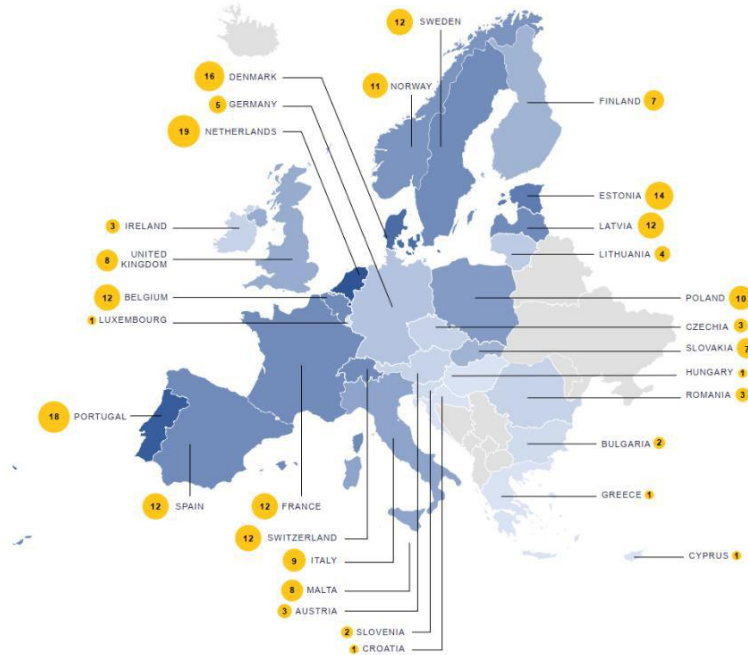 12 SWEDEN
16 DENMARK
11 NORWAY
5 GERMANY
FINLAND 7
19 NETHERLANDS
ESTONIA 14
3 IRELAND
LATVIA 12
8 UNITED
KINGDOM
LITHUANIA 4
12 BELGIUM
POLAND 10
1 LUXEMBOURG
CZECHIA 3
SLOVAKIA 7
HUNGARY 1
ROMANIA 3
18 PORTUGAL
BULGARIA 2
GREECE 1
12 SPAIN
12 FRANCE
12 SWITZERLAND
CYPRUS 1
9 ITALY
8 MALTA
3 AUSTRIA
2 SLOVENIA
1 CROATIA